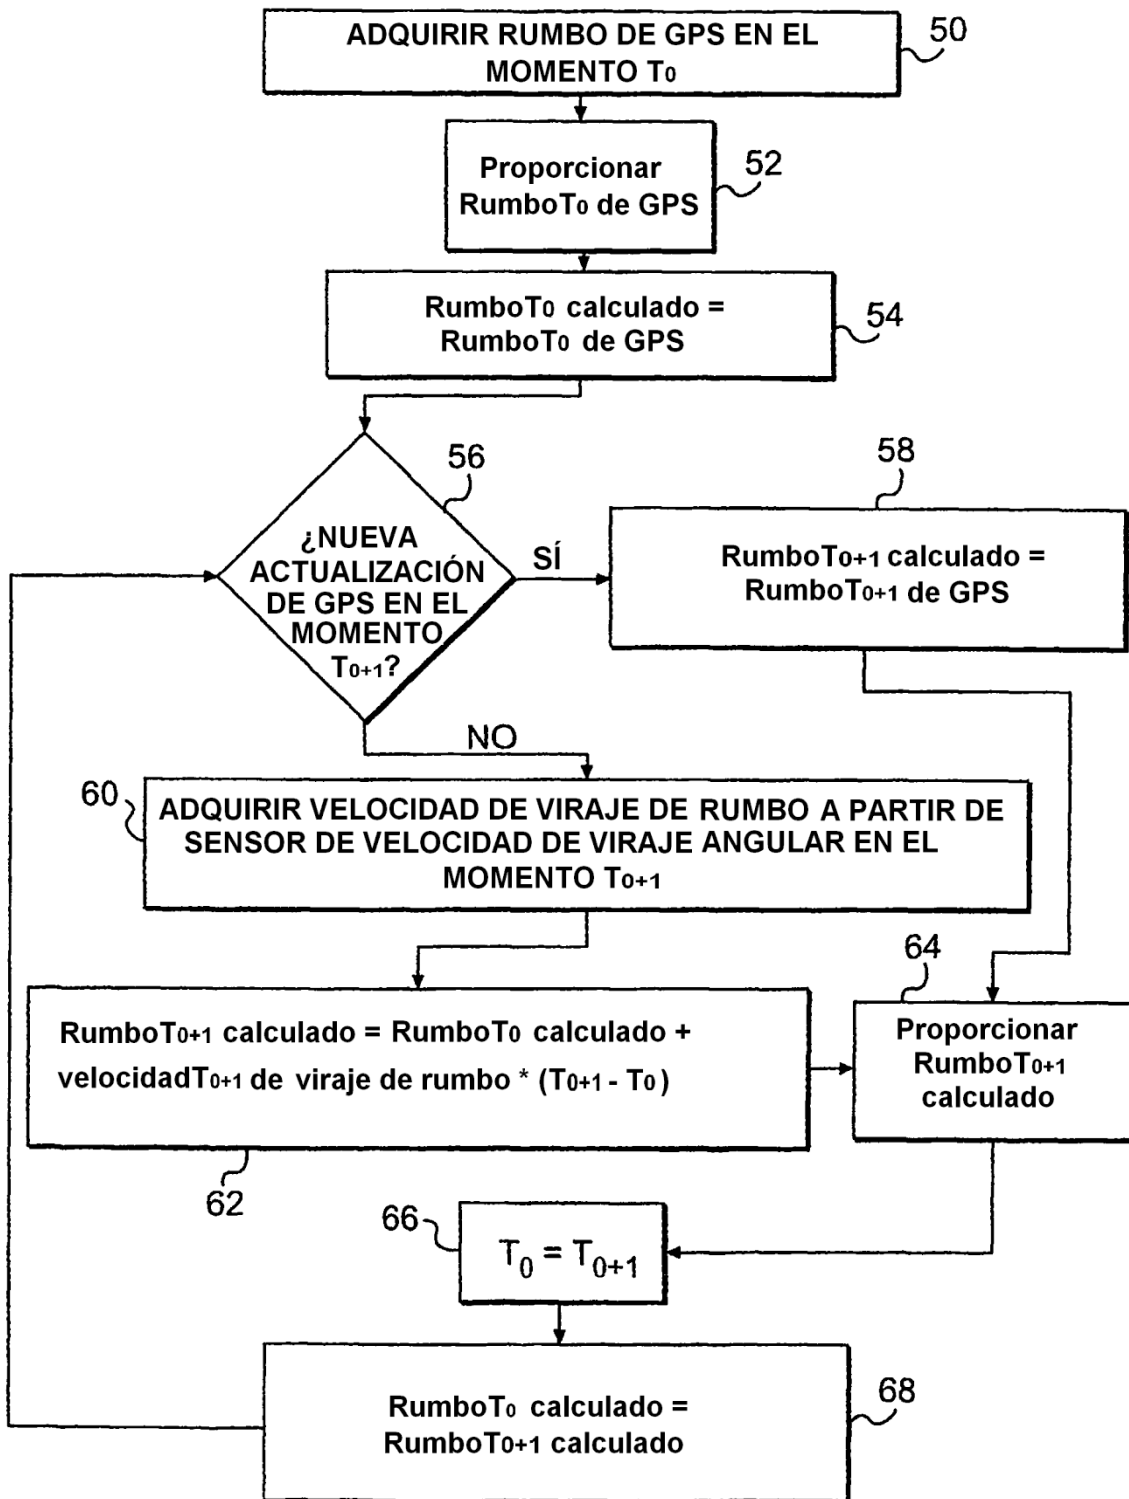 ADQUIRIR RUMBO DE GPS EN EL
MOMENTO T0
50
Proporcionar
RumboT0 de GPS
52
RumboT0 calculado =
RumboT0 de GPS
54
56
¿NUEVA
ACTUALIZACIÓN
DE GPS EN EL
MOMENTO
T0+1?
SÍ
58
RumboT0+1 calculado =
RumboT0+1 de GPS
NO
60
ADQUIRIR VELOCIDAD DE VIRAJE DE RUMBO A PARTIR DE
SENSOR DE VELOCIDAD DE VIRAJE ANGULAR EN EL
MOMENTO T0+1
RumboT0+1 calculado = RumboT0 calculado +
velocidadT0+1 de viraje de rumbo * (T0+1 - T0)
62
64
Proporcionar
RumboT0+1
calculado
66
T0 = T0+1
RumboT0 calculado =
RumboT0+1 calculado
68